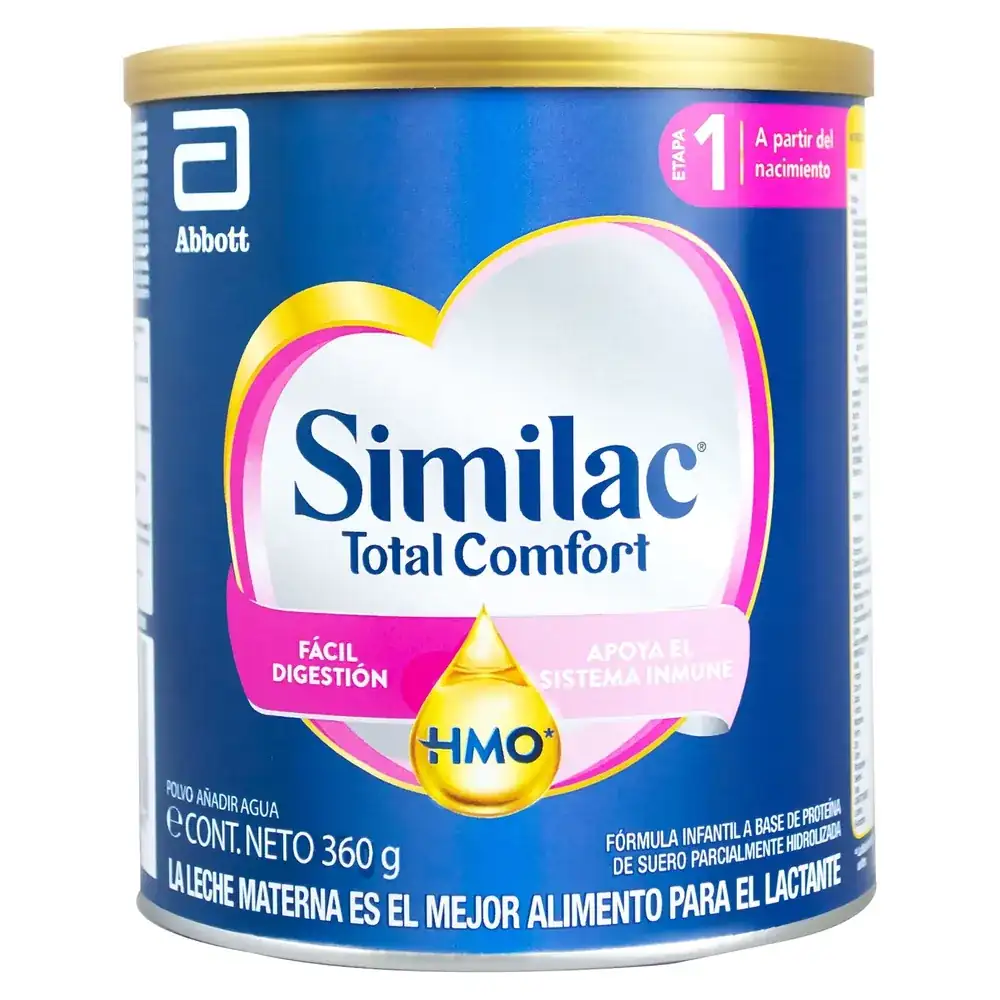 Abbott
ETAPA
1
A partir del
nacimiento
Similac®
Total Comfort
FÁCIL
DIGESTIÓN
APOYA EL
SISTEMA INMUNE
HMO*
POLVO AÑADIR AGUA
℮ CONT. NETO 360 g
FÓRMULA INFANTIL A BASE DE PROTEÍNA
DE SUERO PARCIALMENTE HIDROLIZADA
LA LECHE MATERNA ES EL MEJOR ALIMENTO PARA EL LACTANTE